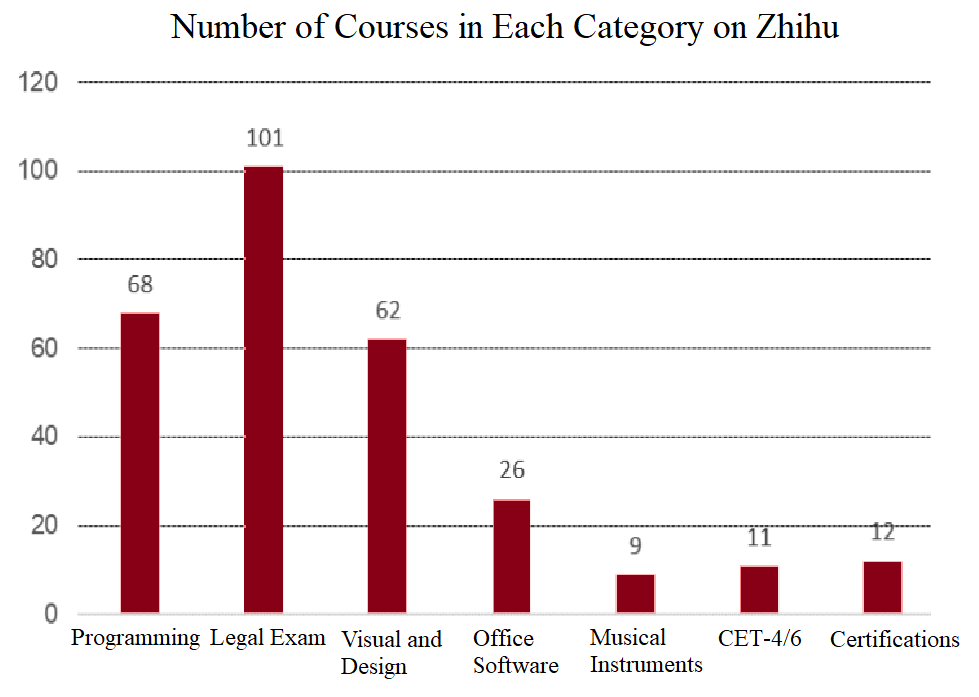 Number of Courses in Each Category on Zhihu
120
100
80
60
40
20
0
68
101
62
26
9
11
12
Programming
Legal Exam
Visual and
Design
Office
Software
Musical
Instruments
CET-4/6
Certifications